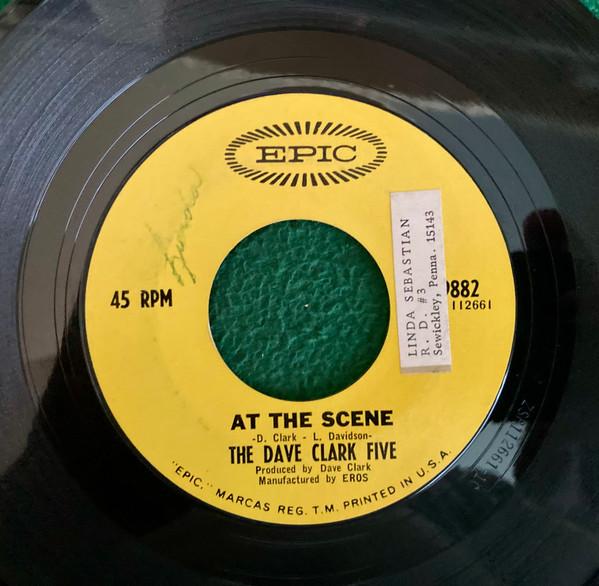 EPIC
Linda
45 RPM
9882
112661
LINDA SEBASTIAN
R. D. #3
Sewickley, Penna. 15143
AT THE SCENE
-D. Clark - L. Davidson-
THE DAVE CLARK FIVE
Produced by Dave Clark
Manufactured by EROS
"EPIC," MARCAS REG. T.M. PRINTED IN U.S.A.